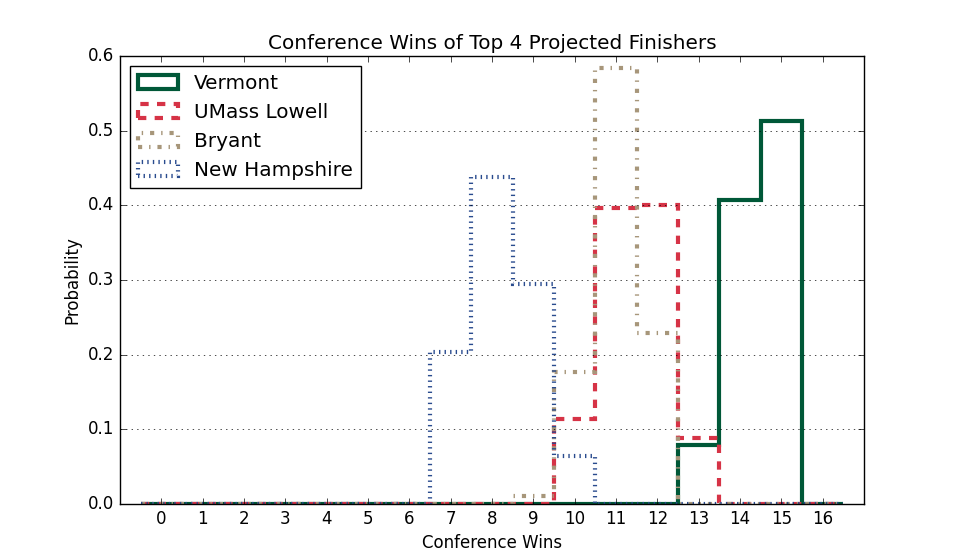 Conference Wins of Top 4 Projected Finishers
Vermont
UMass Lowell
Bryant
New Hampshire
0.6
0.5
0.4
0.3
0.2
0.1
0.0
Probability
0 1 2 3 4 5 6 7 8 9 10 11 12 13 14 15 16
Conference Wins